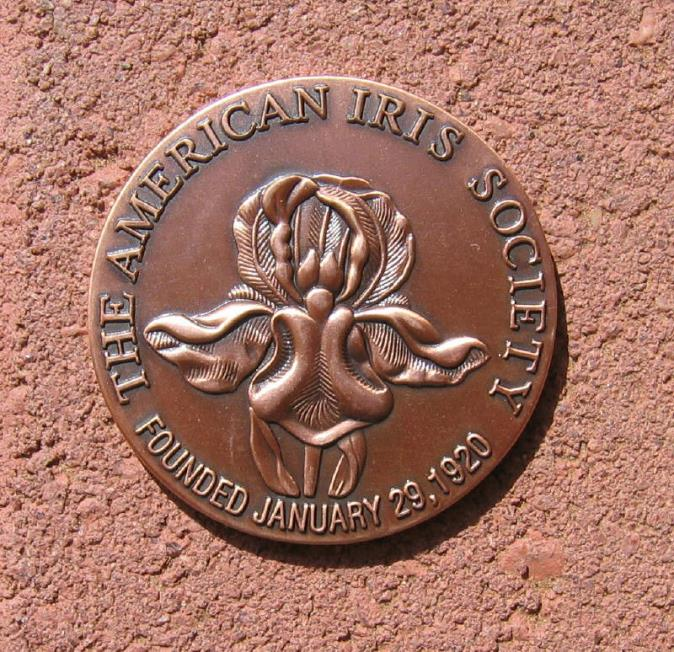 THE AMERICAN IRIS SOCIETY
FOUNDED JANUARY 29, 1920